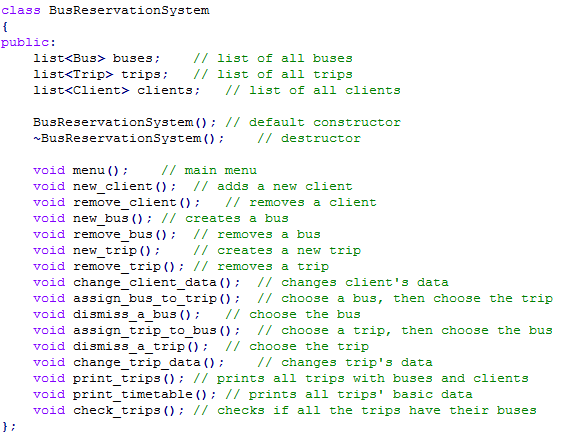 class BusReservationSystem
{
public:
    list<Bus> buses;    // list of all buses
    list<Trip> trips;   // list of all trips
    list<Client> clients;   // list of all clients

    BusReservationSystem(); // default constructor
    ~BusReservationSystem();    // destructor

    void menu();    // main menu
    void new_client();  // adds a new client
    void remove_client();   // removes a client
    void new_bus(); // creates a bus
    void remove_bus();  // removes a bus
    void new_trip();    // creates a new trip
    void remove_trip(); // removes a trip
    void change_client_data();  // changes client's data
    void assign_bus_to_trip();  // choose a bus, then choose the trip
    void dismiss_a_bus();   // choose the bus
    void assign_trip_to_bus();  // choose a trip, then choose the bus
    void dismiss_a_trip();  // choose the trip
    void change_trip_data();    // changes trip's data
    void print_trips(); // prints all trips with buses and clients
    void print_timetable(); // prints all trips' basic data
    void check_trips(); // checks if all the trips have their buses
};